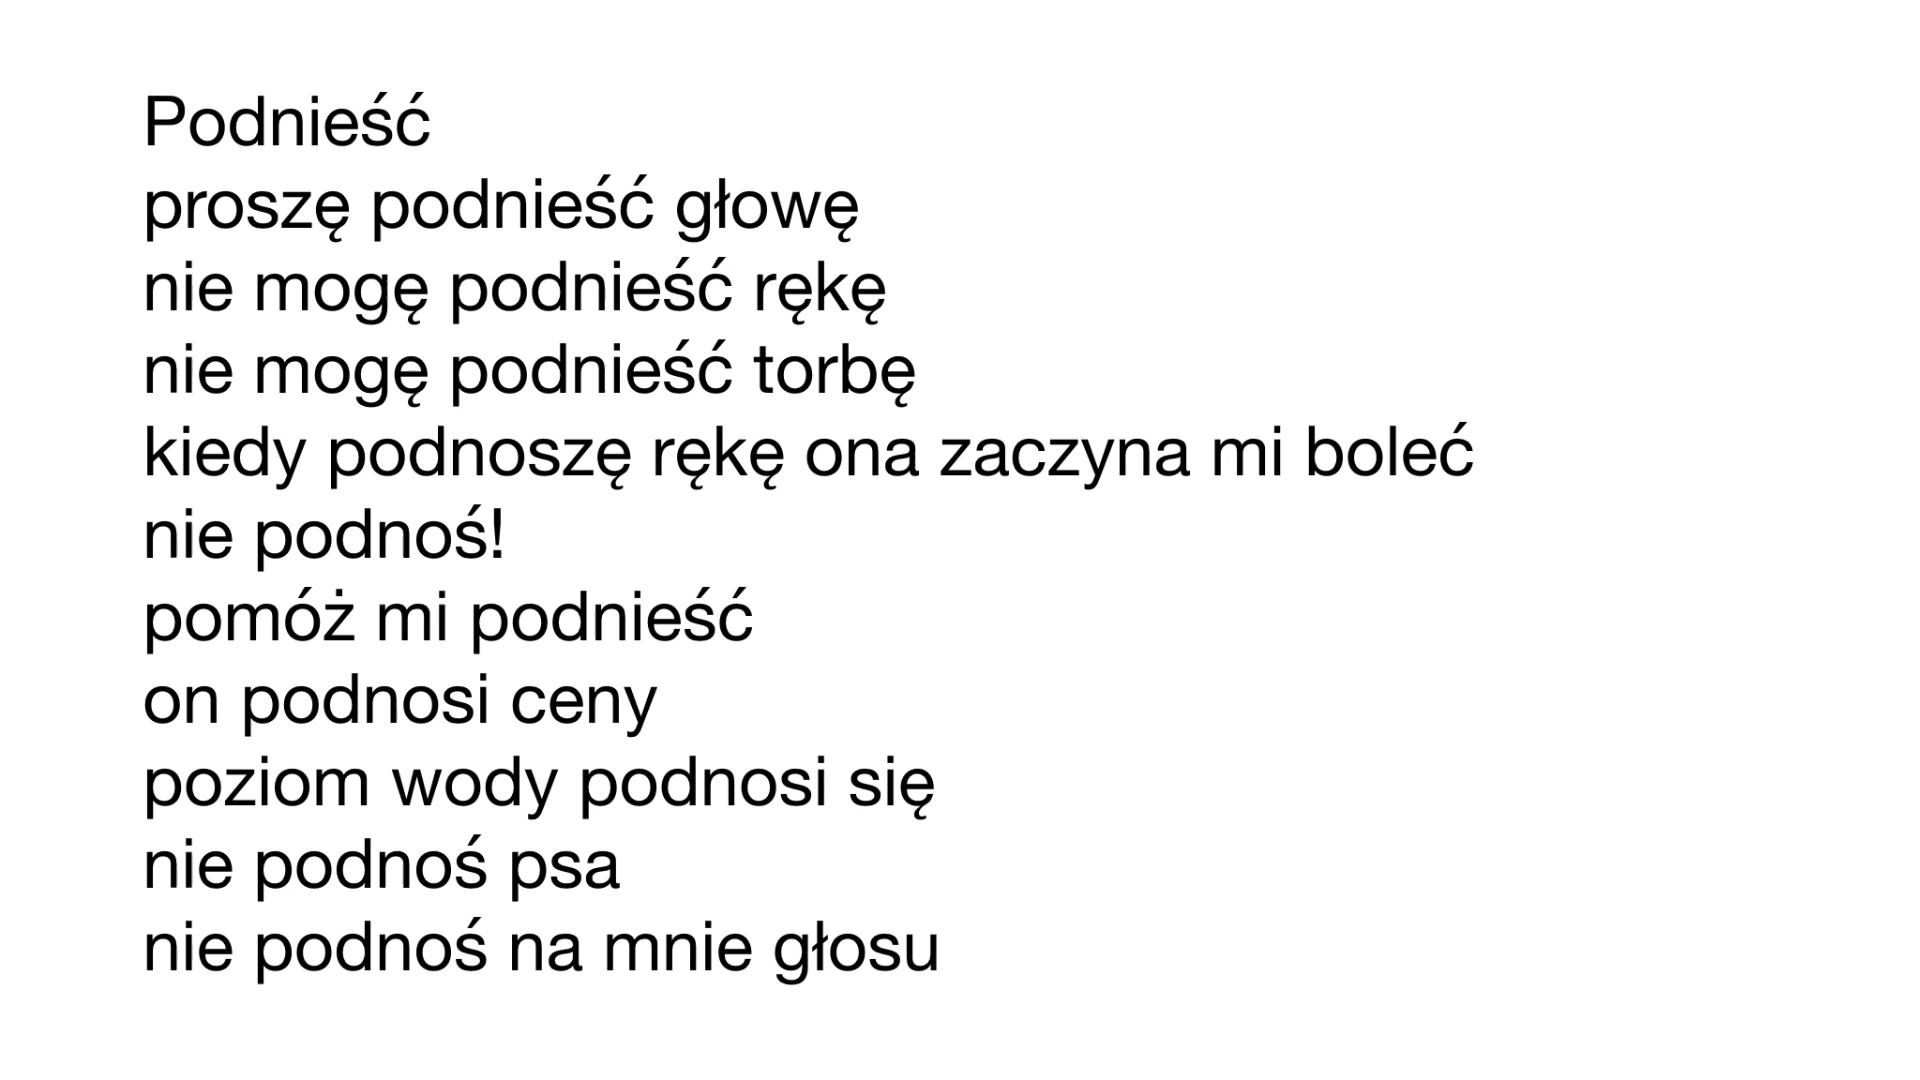 Podnieść
proszę podnieść głowę
nie mogę podnieść rękę
nie mogę podnieść torbę
kiedy podnoszę rękę ona zaczyna mi boleć
nie podnoś!
pomóż mi podnieść
on podnosi ceny
poziom wody podnosi się
nie podnoś psa
nie podnoś na mnie głosu